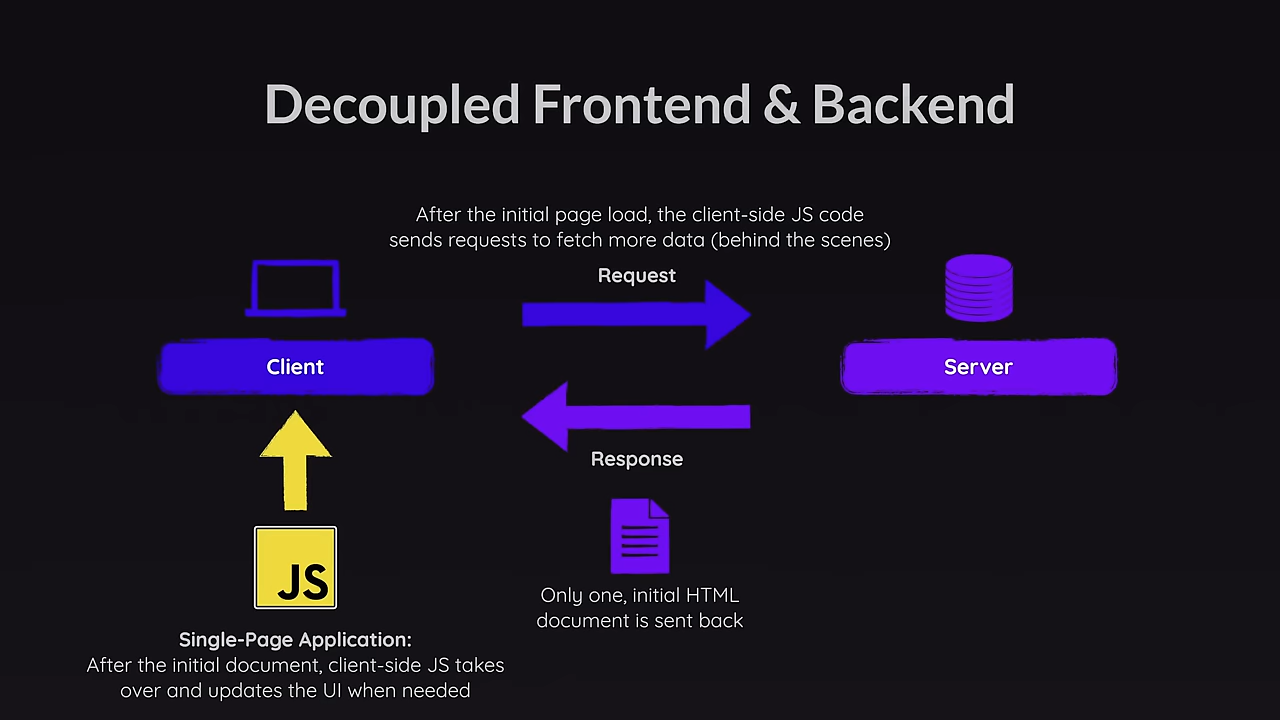 Decoupled Frontend & Backend
After the initial page load, the client-side JS code
sends requests to fetch more data (behind the scenes)
Request
Client
Server
Response
JS
Only one, initial HTML
document is sent back
Single-Page Application:
After the initial document, client-side JS takes
over and updates the UI when needed